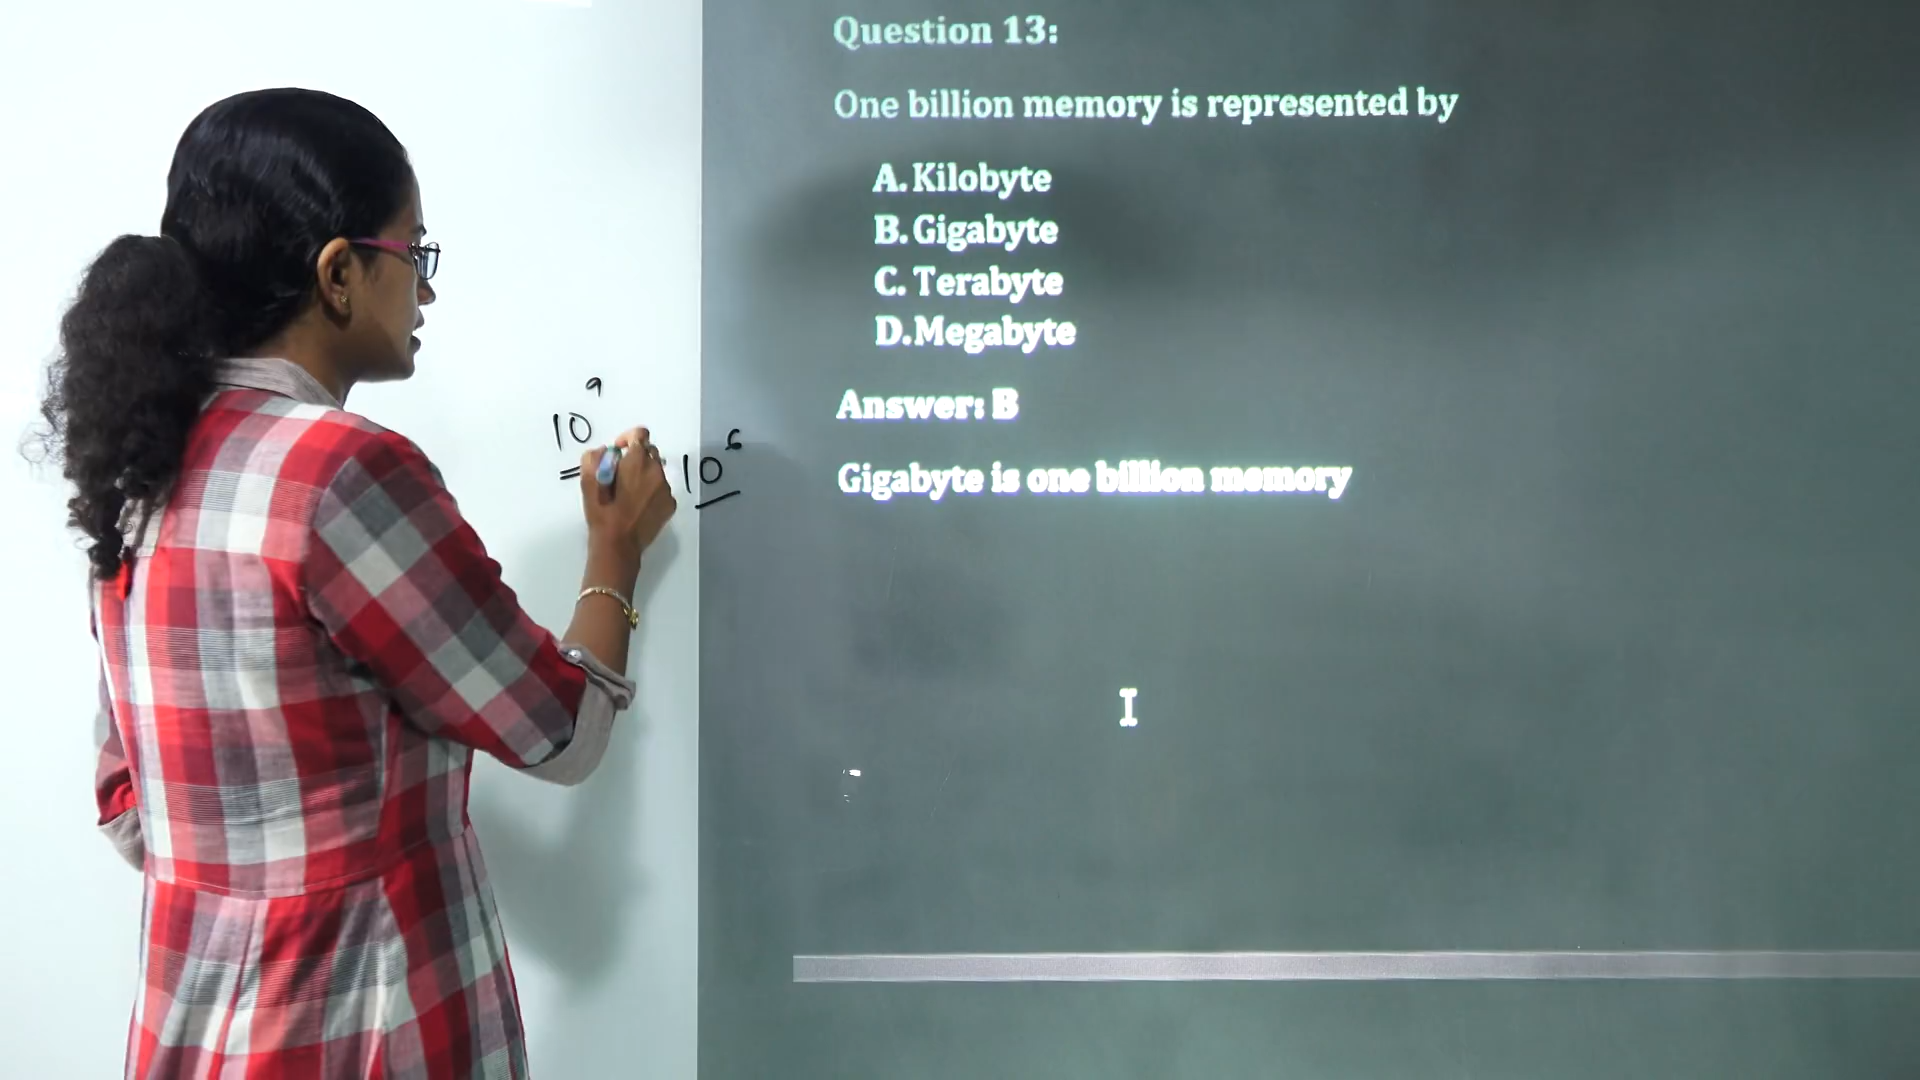 Question 13:
One billion memory is represented by
A. Kilobyte
B. Gigabyte
C. Terabyte
D. Megabyte
Answer: B
Gigabyte is one billion memory
10⁹
10⁶